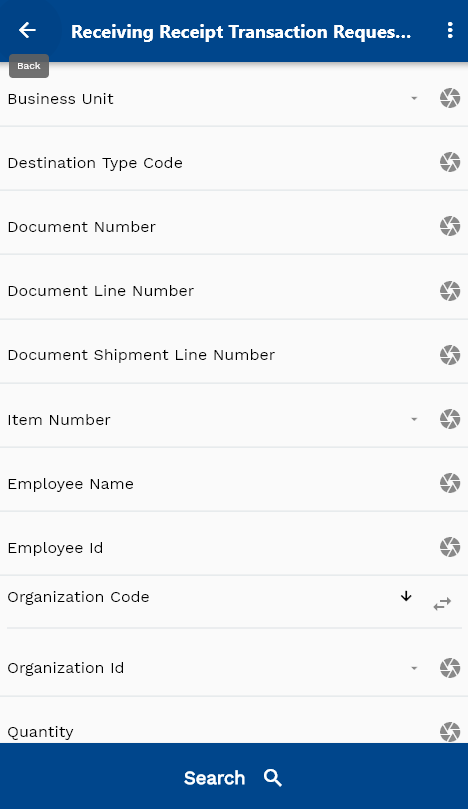 Receiving Receipt Transaction Reques...
Back
Business Unit
Destination Type Code
Document Number
Document Line Number
Document Shipment Line Number
Item Number
Employee Name
Employee Id
Organization Code
Organization Id
Quantity
Search